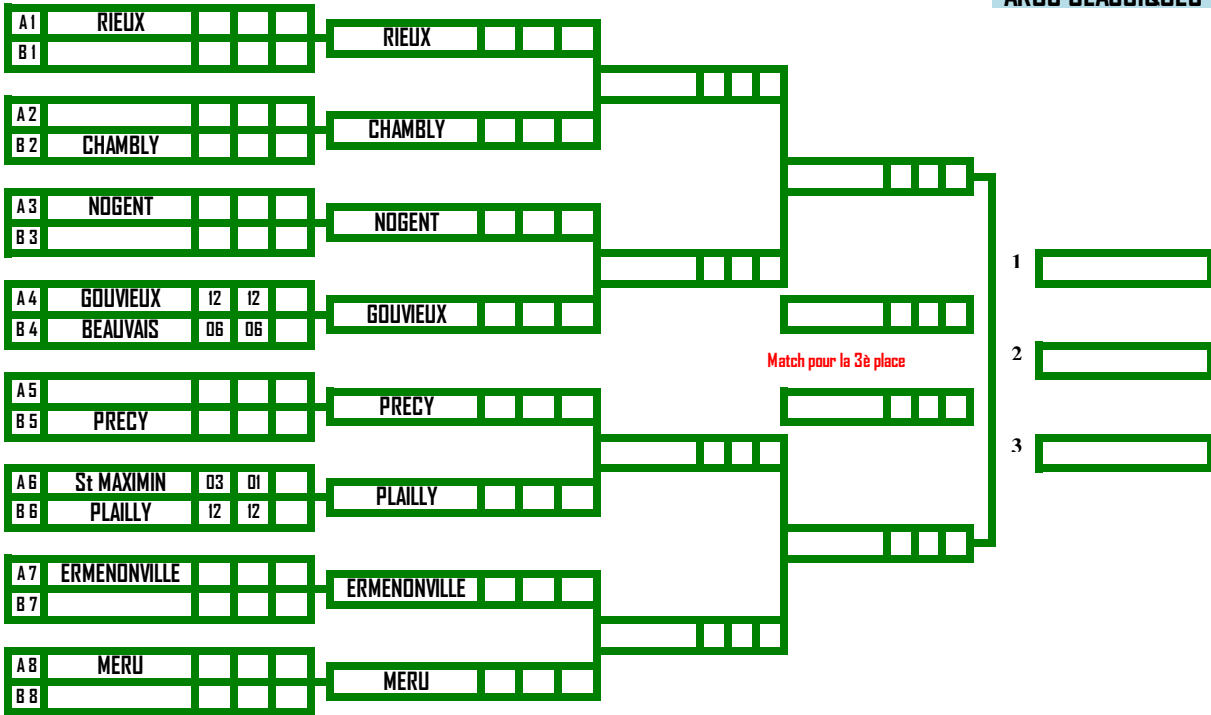 ARCS CLASSIQUES
A1 RIEUX
B1
RIEUX
A2
B2 CHAMBLY
CHAMBLY
A3 NOGENT
B3
NOGENT
A4 GOUVIEUX 12 12
B4 BEAUVAIS 06 06
GOUVIEUX
A5
B5 PRECY
PRECY
A6 St MAXIMIN 03 01
B6 PLAILLY 12 12
PLAILLY
A7 ERMENONVILLE
B7
ERMENONVILLE
A8 MERU
B8
MERU
Match pour la 3è place
1
2
3